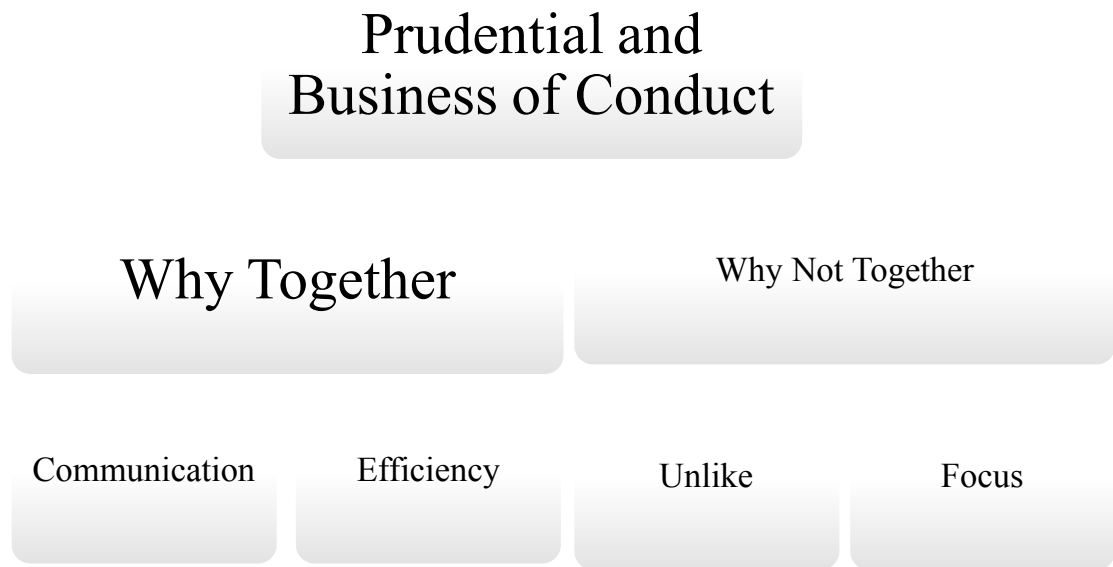 Prudential and
Business of Conduct
Why Together
Why Not Together
Communication
Efficiency
Unlike
Focus